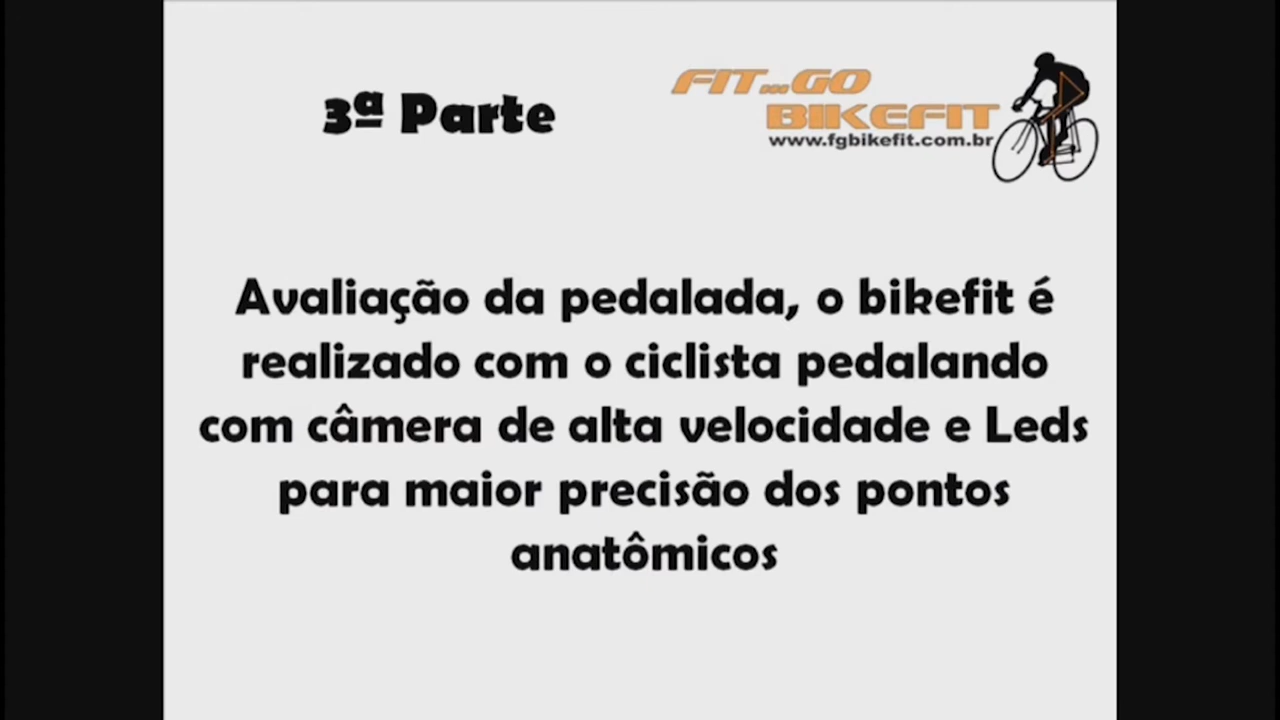 3ª Parte
FIT...GO
BIKEFIT
www.fgbikefit.com.br
Avaliação da pedalada, o bikefit é
realizado com o ciclista pedalando
com câmera de alta velocidade e Leds
para maior precisão dos pontos
anatômicos